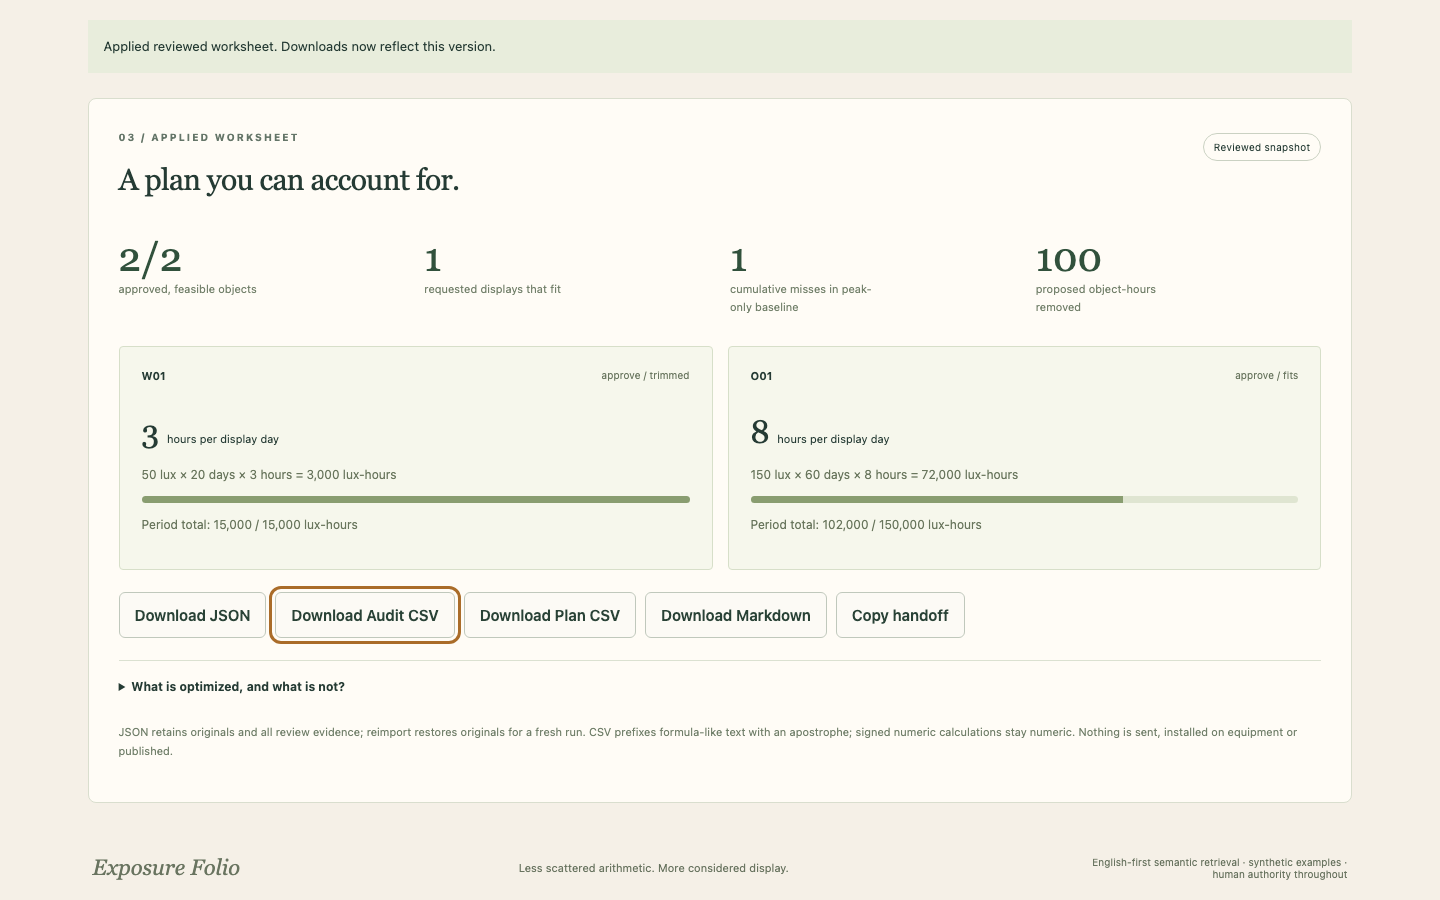 Applied reviewed worksheet. Downloads now reflect this version.
03 / APPLIED WORKSHEET
Reviewed snapshot
A plan you can account for.
2/2
approved, feasible objects
1
requested displays that fit
1
cumulative misses in peak-
only baseline
100
proposed object-hours
removed
W01
approve / trimmed
3 hours per display day
50 lux × 20 days × 3 hours = 3,000 lux-hours
Period total: 15,000 / 15,000 lux-hours
O01
approve / fits
8 hours per display day
150 lux × 60 days × 8 hours = 72,000 lux-hours
Period total: 102,000 / 150,000 lux-hours
Download JSON
Download Audit CSV
Download Plan CSV
Download Markdown
Copy handoff
What is optimized, and what is not?
JSON retains originals and all review evidence; reimport restores originals for a fresh run. CSV prefixes formula-like text with an apostrophe; signed numeric calculations stay numeric. Nothing is sent, installed on equipment or
published.
Exposure Folio
Less scattered arithmetic. More considered display.
English-first semantic retrieval · synthetic examples ·
human authority throughout